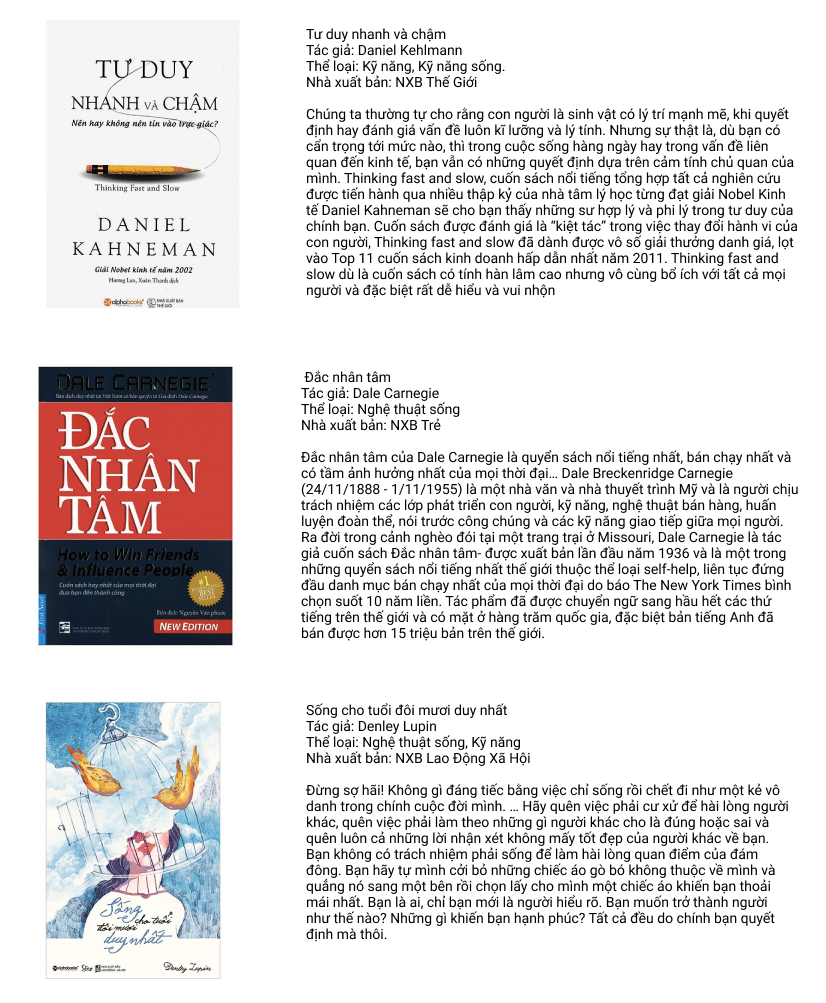 TƯ DUY
NHANH VÀ CHẬM
Nên hay không nên tin vào trực giác?
Thinking Fast and Slow
DANIEL
KAHNEMAN
Giải Nobel kinh tế năm 2002
Hương Lan, Xuân Thanh dịch
alphabooks
NHÀ XUẤT BẢN
THẾ GIỚI
Tư duy nhanh và chậm
Tác giả: Daniel Kehlmann
Thể loại: Kỹ năng, Kỹ năng sống.
Nhà xuất bản: NXB Thế Giới
Chúng ta thường tự cho rằng con người là sinh vật có lý trí mạnh mẽ, khi quyết
định hay đánh giá vấn đề luôn kĩ lưỡng và lý tính. Nhưng sự thật là, dù bạn có
cẩn trọng tới mức nào, thì trong cuộc sống hàng ngày hay trong vấn đề liên
quan đến kinh tế, bạn vẫn có những quyết định dựa trên cảm tính chủ quan của
mình. Thinking fast and slow, cuốn sách nổi tiếng tổng hợp tất cả nghiên cứu
được tiến hành qua nhiều thập kỷ của nhà tâm lý học từng đạt giải Nobel Kinh
tế Daniel Kahneman sẽ cho bạn thấy những sư hợp lý và phi lý trong tư duy của
chính bạn. Cuốn sách được đánh giá là “kiệt tác” trong việc thay đổi hành vi của
con người, Thinking fast and slow đã dành được vô số giải thưởng danh giá, lọt
vào Top 11 cuốn sách kinh doanh hấp dẫn nhất năm 2011. Thinking fast and
slow dù là cuốn sách có tính hàn lâm cao nhưng vô cùng bổ ích với tất cả mọi
người và đặc biệt rất dễ hiểu và vui nhộn
DALE CARNEGIE
ĐẮC
NHÂN
TÂM
How to Win Friends
& Influence People
Cuốn sách hay nhất của mọi thời đại
đưa bạn đến thành công
#1
Biên dịch Nguyễn Văn Phước
NEW EDITION
First News
Đắc nhân tâm
Tác giả: Dale Carnegie
Thể loại: Nghệ thuật sống
Nhà xuất bản: NXB Trẻ
Đắc nhân tâm của Dale Carnegie là quyển sách nổi tiếng nhất, bán chạy nhất và
có tầm ảnh hưởng nhất của mọi thời đại… Dale Breckenridge Carnegie
(24/11/1888 - 1/11/1955) là một nhà văn và nhà thuyết trình Mỹ và là người chịu
trách nhiệm các lớp phát triển con người, kỹ năng, nghệ thuật bán hàng, huấn
luyện đoàn thể, nói trước công chúng và các kỹ năng giao tiếp giữa mọi người.
Ra đời trong cảnh nghèo đói tại một trang trại ở Missouri, Dale Carnegie là tác
giả cuốn sách Đắc nhân tâm- được xuất bản lần đầu năm 1936 và là một trong
những quyển sách nổi tiếng nhất thế giới thuộc thể loại self-help, liên tục đứng
đầu danh mục bán chạy nhất của mọi thời đại do báo The New York Times bình
chọn suốt 10 năm liền. Tác phẩm đã được chuyển ngữ sang hầu hết các thứ
tiếng trên thế giới và có mặt ở hàng trăm quốc gia, đặc biệt bản tiếng Anh đã
bán được hơn 15 triệu bản trên thế giới.
Sống
cho tuổi
đôi mươi
duy nhất
alphabooks
Denley Lupin
Sống cho tuổi đôi mươi duy nhất
Tác giả: Denley Lupin
Thể loại: Nghệ thuật sống, Kỹ năng
Nhà xuất bản: NXB Lao Động Xã Hội
Đừng sợ hãi! Không gì đáng tiếc bằng việc chỉ sống rồi chết đi như một kẻ vô
danh trong chính cuộc đời mình. … Hãy quên việc phải cư xử để hài lòng người
khác, quên việc phải làm theo những gì người khác cho là đúng hoặc sai và
quên luôn cả những lời nhận xét không mấy tốt đẹp của người khác về bạn.
Bạn không có trách nhiệm phải sống để làm hài lòng quan điểm của đám
đông. Bạn hãy tự mình cởi bỏ những chiếc áo gò bó không thuộc về mình và
quẳng nó sang một bên rồi chọn lấy cho mình một chiếc áo khiến bạn thoải
mái nhất. Bạn là ai, chỉ bạn mới là người hiểu rõ. Bạn muốn trở thành người
như thế nào? Những gì khiến bạn hạnh phúc? Tất cả đều do chính bạn quyết
định mà thôi.